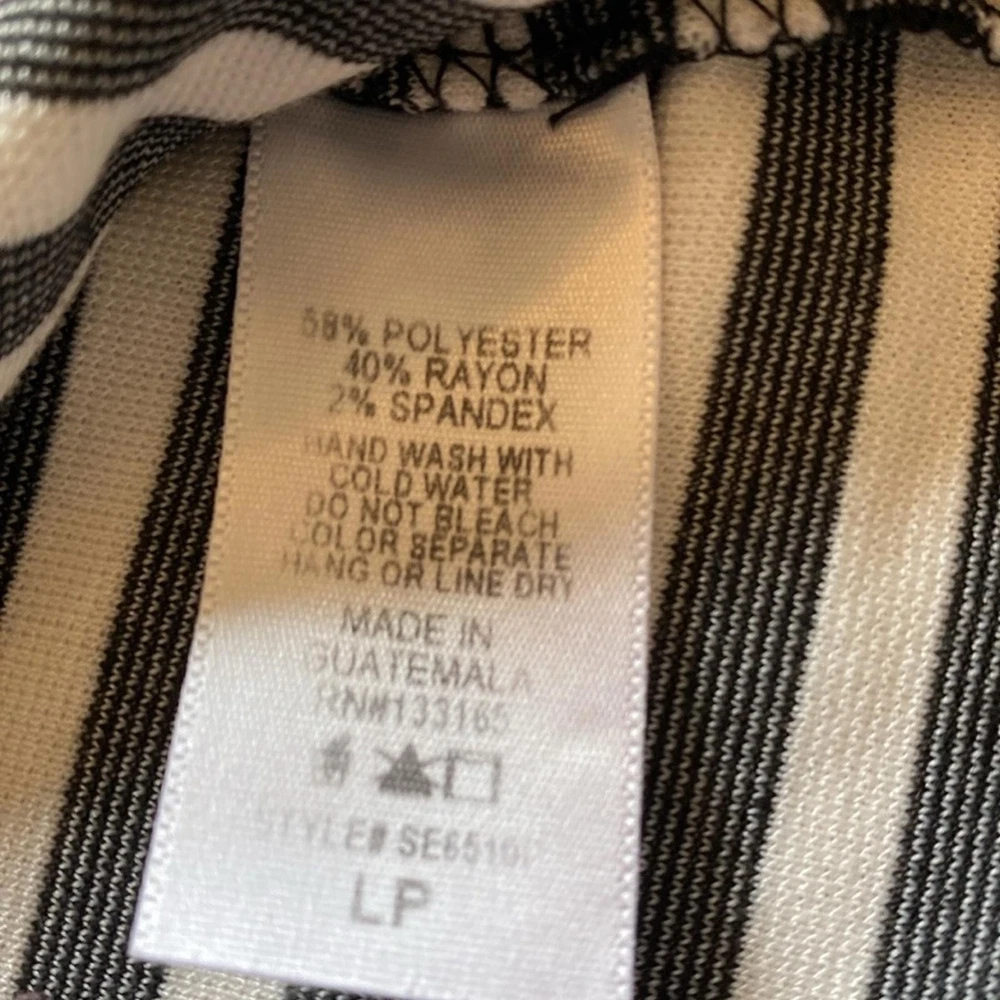 58% POLYESTER
40% RAYON
2% SPANDEX
HAND WASH WITH
COLD WATER
DO NOT BLEACH
COLOR SEPARATE
HANG OR LINE DRY
MADE IN
GUATEMALA
RN#133165
STYLE#
LP